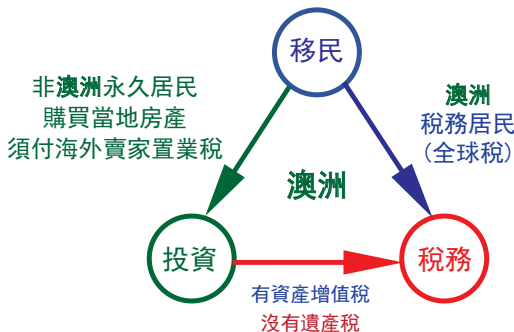 移民
非澳洲永久居民
購買當地房產
須付海外賣家置業稅
澳洲
稅務居民
(全球稅)
澳洲
投資
稅務
有資產增值稅
沒有遺產稅